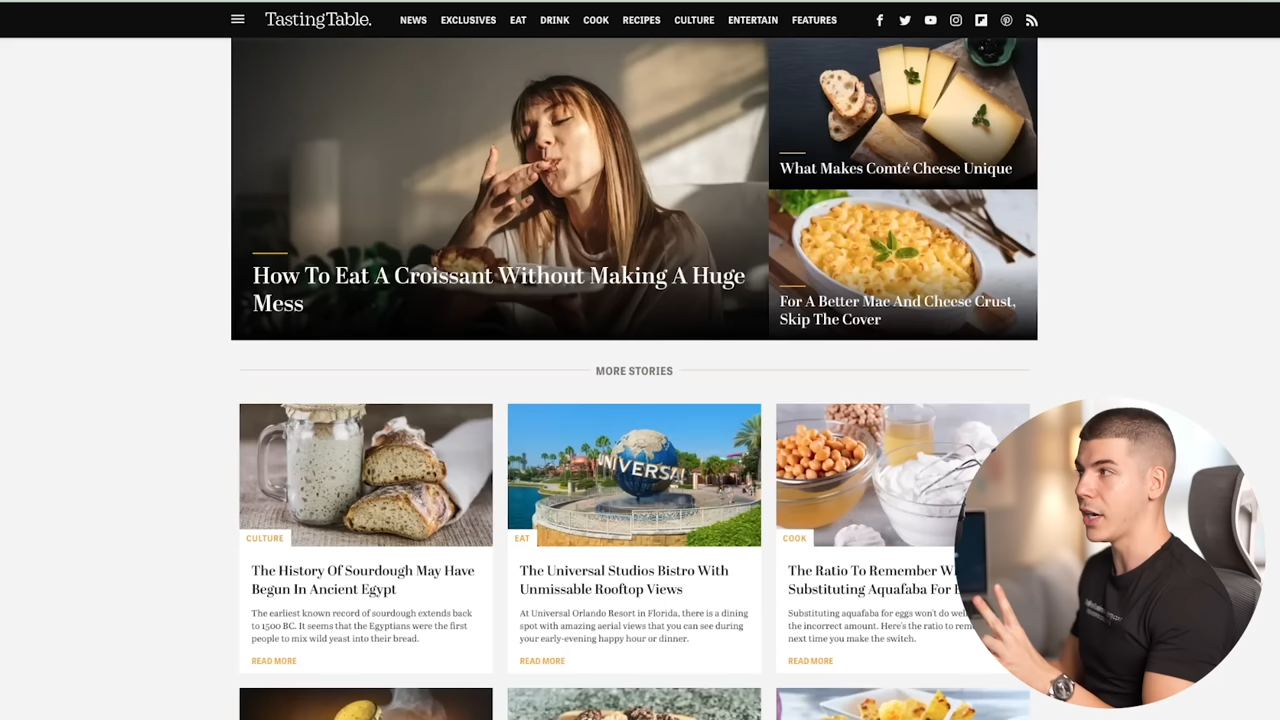 TastingTable.
NEWS EXCLUSIVES EAT DRINK COOK RECIPES CULTURE ENTERTAIN FEATURES
How To Eat A Croissant Without Making A Huge
Mess
What Makes Comté Cheese Unique
For A Better Mac And Cheese Crust,
Skip The Cover
MORE STORIES
UNIVERSAL
CULTURE
The History Of Sourdough May Have
Begun In Ancient Egypt
The earliest known record of sourdough extends back
to 1500 BC. It seems that the Egyptians were the first
people to mix wild yeast into their bread.
READ MORE
EAT
The Universal Studios Bistro With
Unmissable Rooftop Views
At Universal Orlando Resort in Florida, there is a dining
spot with amazing aerial views that you can see during
your early-evening happy hour or dinner.
READ MORE
COOK
The Ratio To Remember
Substituting Aquafaba For
Substituting aquafaba for eggs won't do
the incorrect amount. Here's the ratio to
next time you make the switch.
READ MORE